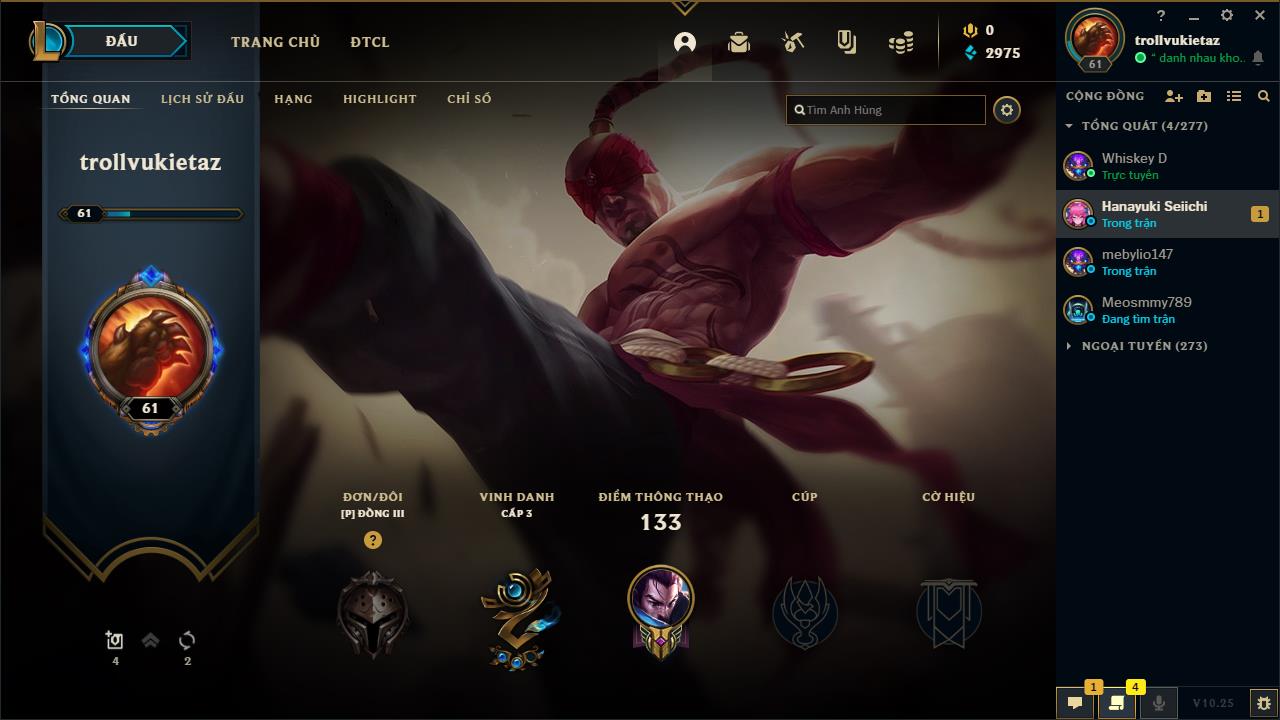 ĐẤU
TRANG CHỦ
ĐTCL
0
2975
?
trollvukietaz
" danh nhau kho..
61
TỔNG QUAN
LỊCH SỬ ĐẤU
HẠNG
HIGHLIGHT
CHỈ SỐ
Tìm Anh Hùng
CỘNG ĐỒNG
TỔNG QUÁT (4/277)
Whiskey D
Trực tuyến
Hanayuki Seiichi
Trong trận
1
mebylio147
Trong trận
Meosmmy789
Đang tìm trận
NGOẠI TUYẾN (273)
trollvukietaz
61
61
ĐƠN/ĐÔI
[P] ĐỒNG III
?
VINH DANH
CẤP 3
ĐIỂM THÔNG THẠO
133
CÚP
CỜ HIỆU
4
2
1
4
V10.25